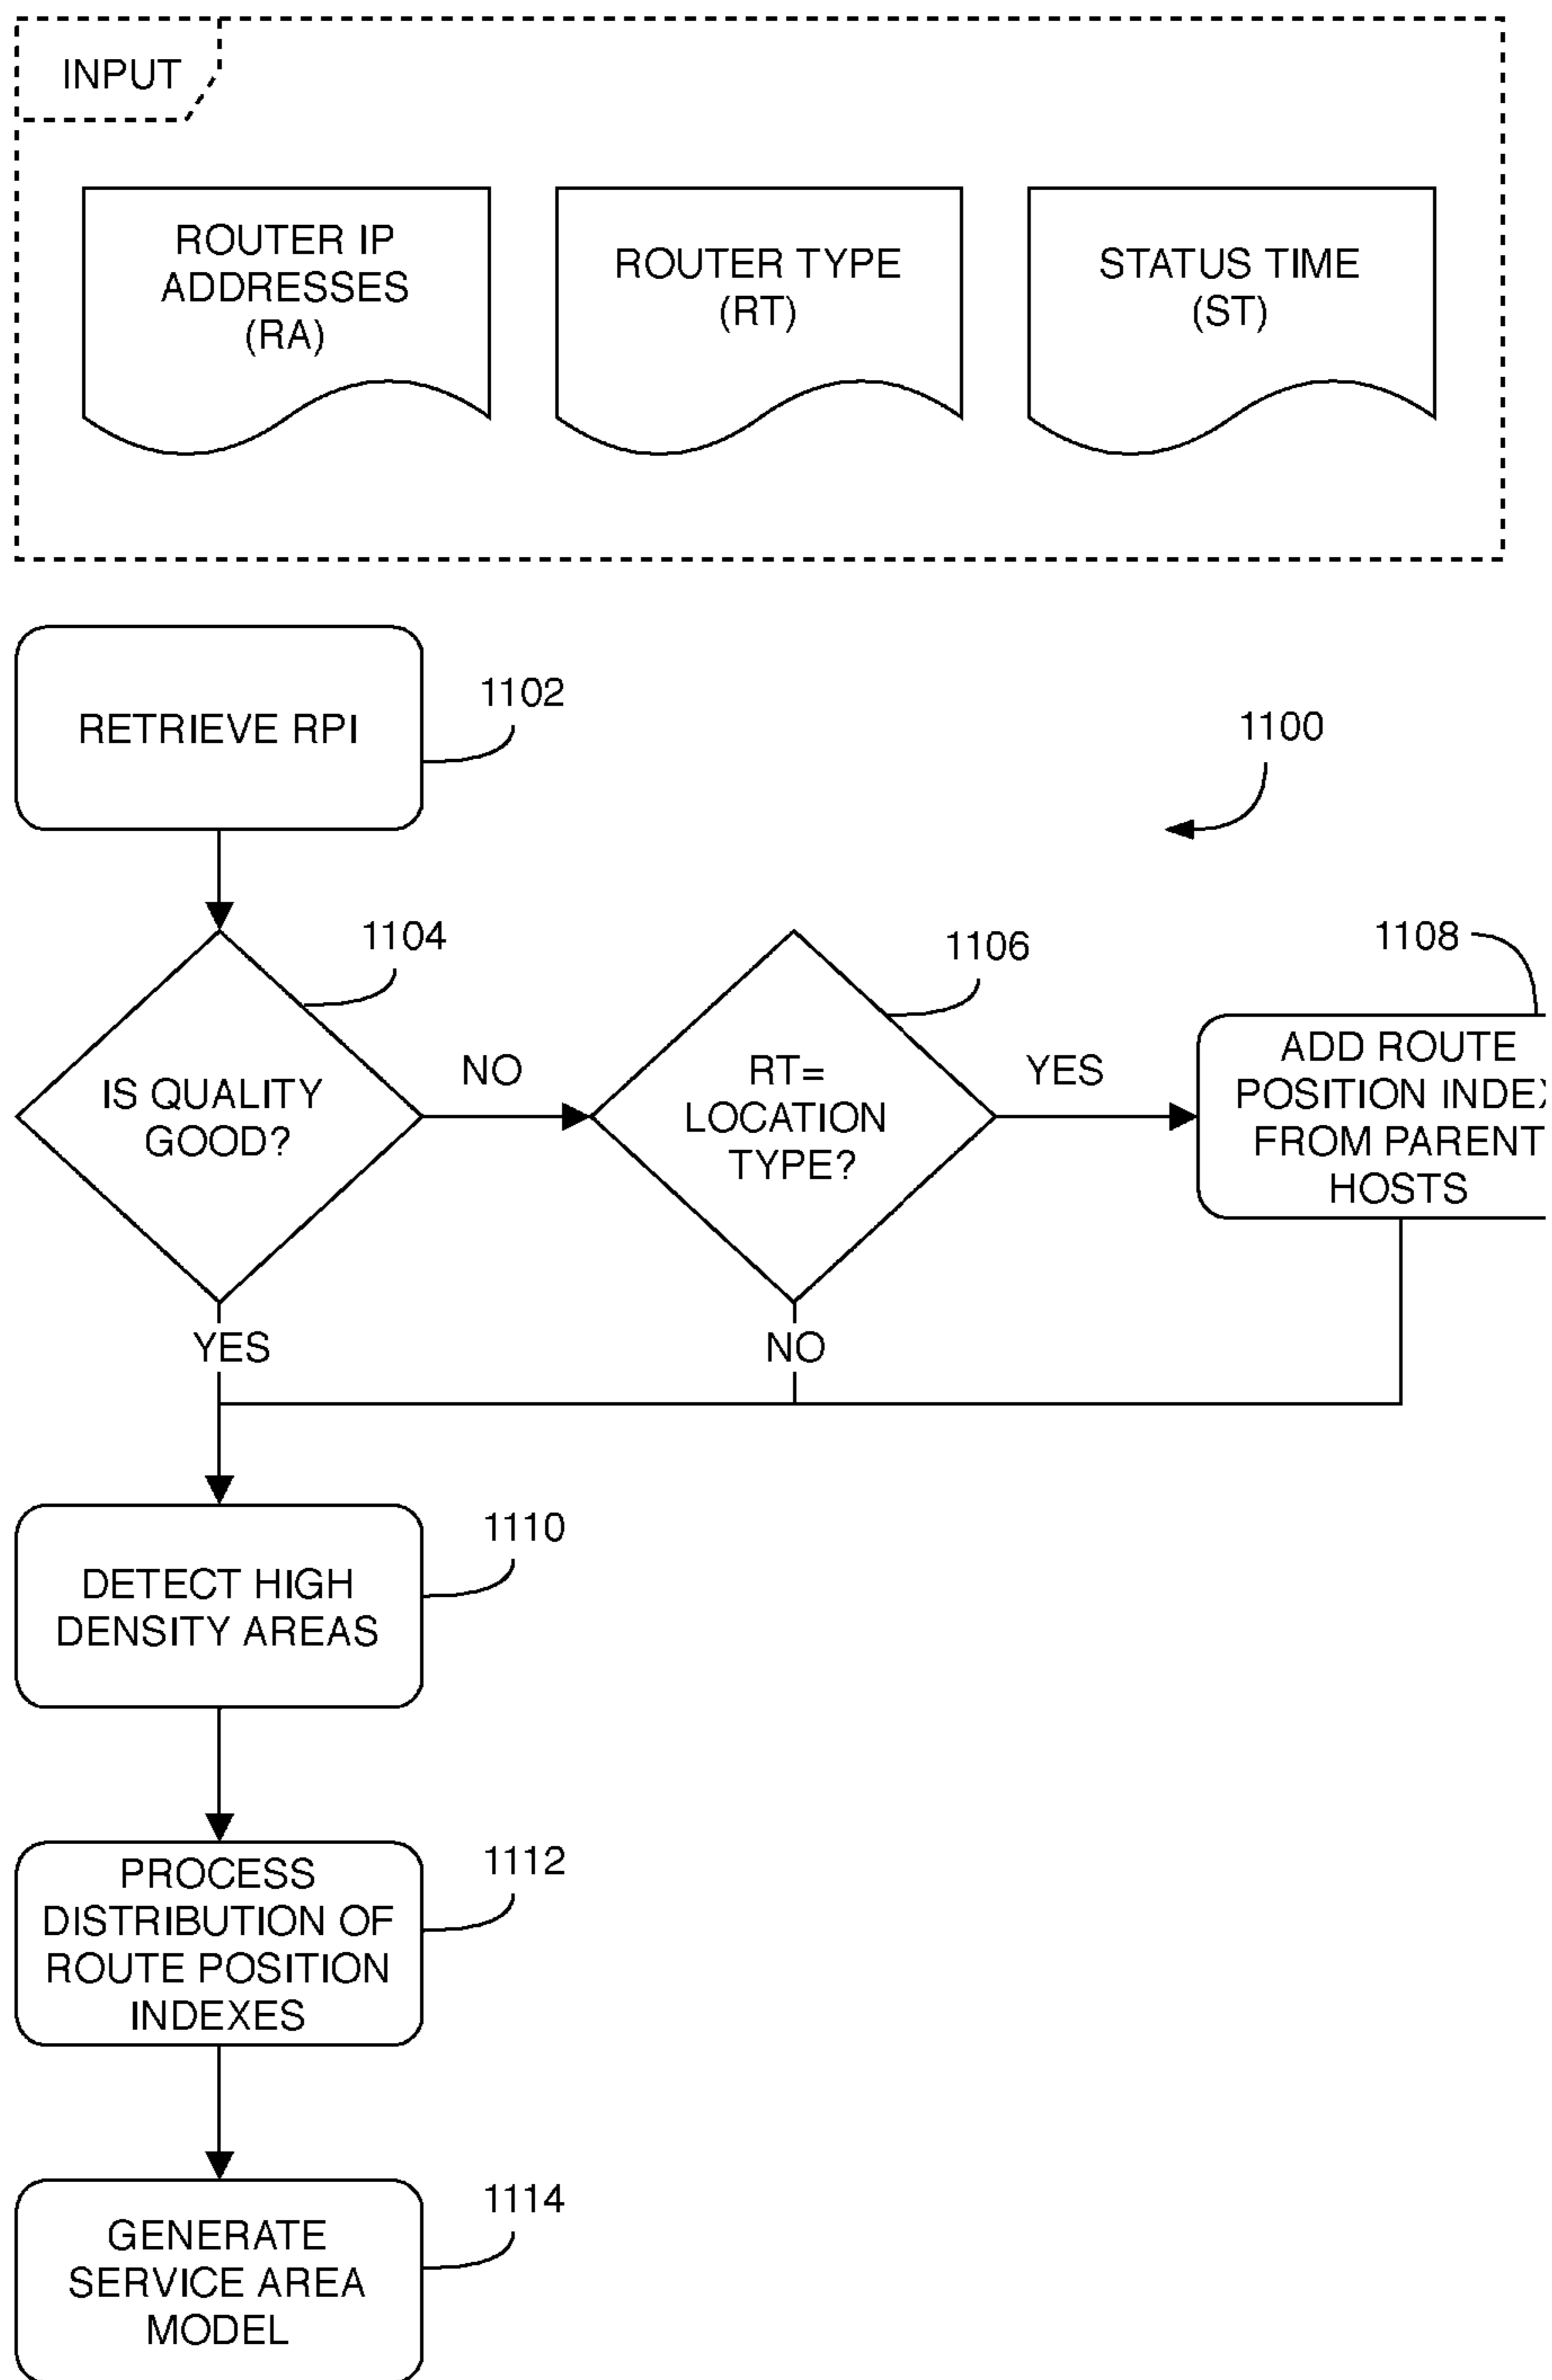 INPUT
ROUTER IP
ADDRESSES
(RA)
ROUTER TYPE
(RT)
STATUS TIME
(ST)
RETRIEVE RPI
1102
1100
1104
IS QUALITY
GOOD?
NO
1106
RT=
LOCATION
TYPE?
YES
1108
ADD ROUTE
POSITION INDEX
FROM PARENT
HOSTS
YES
NO
1110
DETECT HIGH
DENSITY AREAS
1112
PROCESS
DISTRIBUTION OF
ROUTE POSITION
INDEXES
1114
GENERATE
SERVICE AREA
MODEL